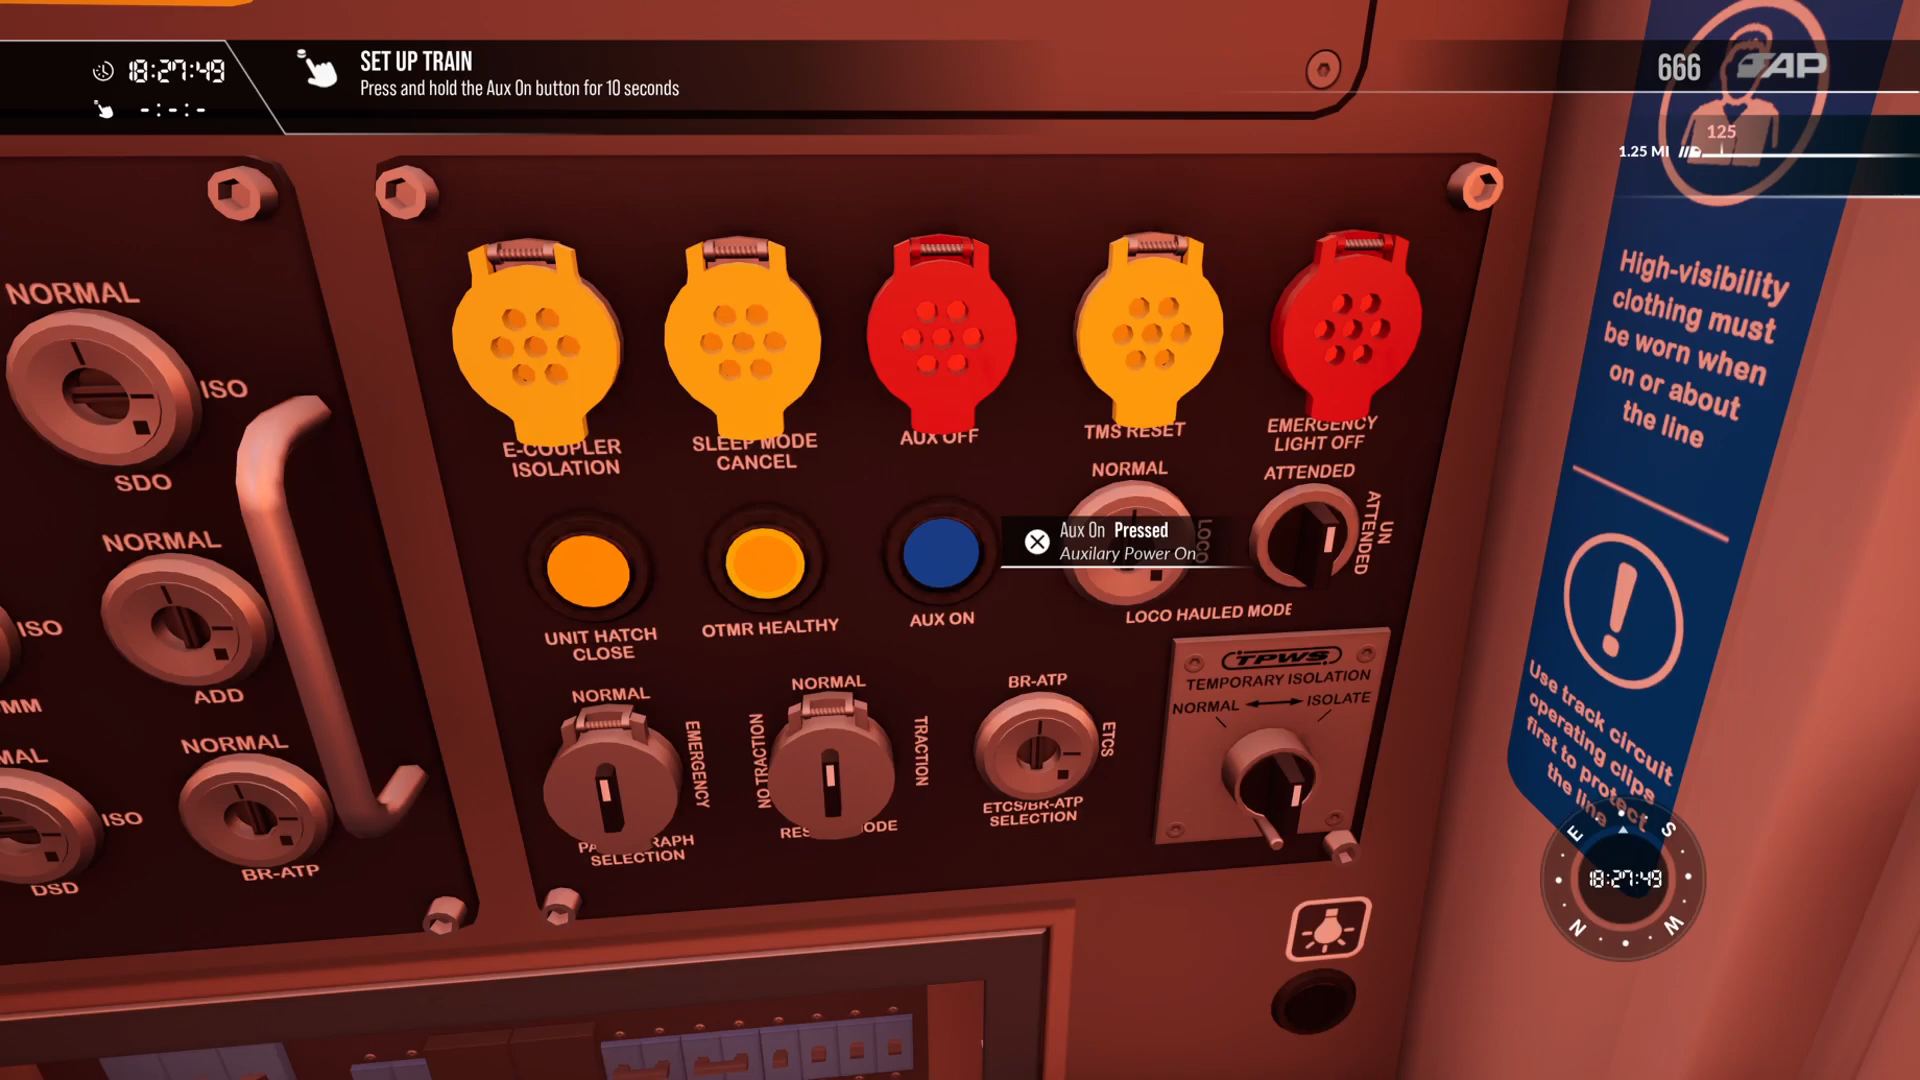 18:27:49
- : - : -
SET UP TRAIN
Press and hold the Aux On button for 10 seconds
666 AP
125
1.25 MI
NORMAL
ISO
SDO
NORMAL
ISO
ADD
MM
NORMAL
ISO
DSD
BR-ATP
E-COUPLER
ISOLATION
SLEEP MODE
CANCEL
AUX OFF
TMS RESET
EMERGENCY
LIGHT OFF
UNIT HATCH
CLOSE
OTMR HEALTHY
AUX ON
Aux On Pressed
Auxilary Power On
NORMAL
LOCO
LOCO HAULED MODE
ATTENDED
UN
ATTENDED
NORMAL
EMERGENCY
SELECTION
NORMAL
NO TRACTION
TRACTION
BR-ATP
ETCS
ETCS/BR-ATP
SELECTION
TPWS
TEMPORARY ISOLATION
NORMAL ISOLATE
High-visibility
clothing must
be worn when
on or about
the line
!
Use track circuit
operating clips
first to protect
the line
E
S
18:27:49
N
W